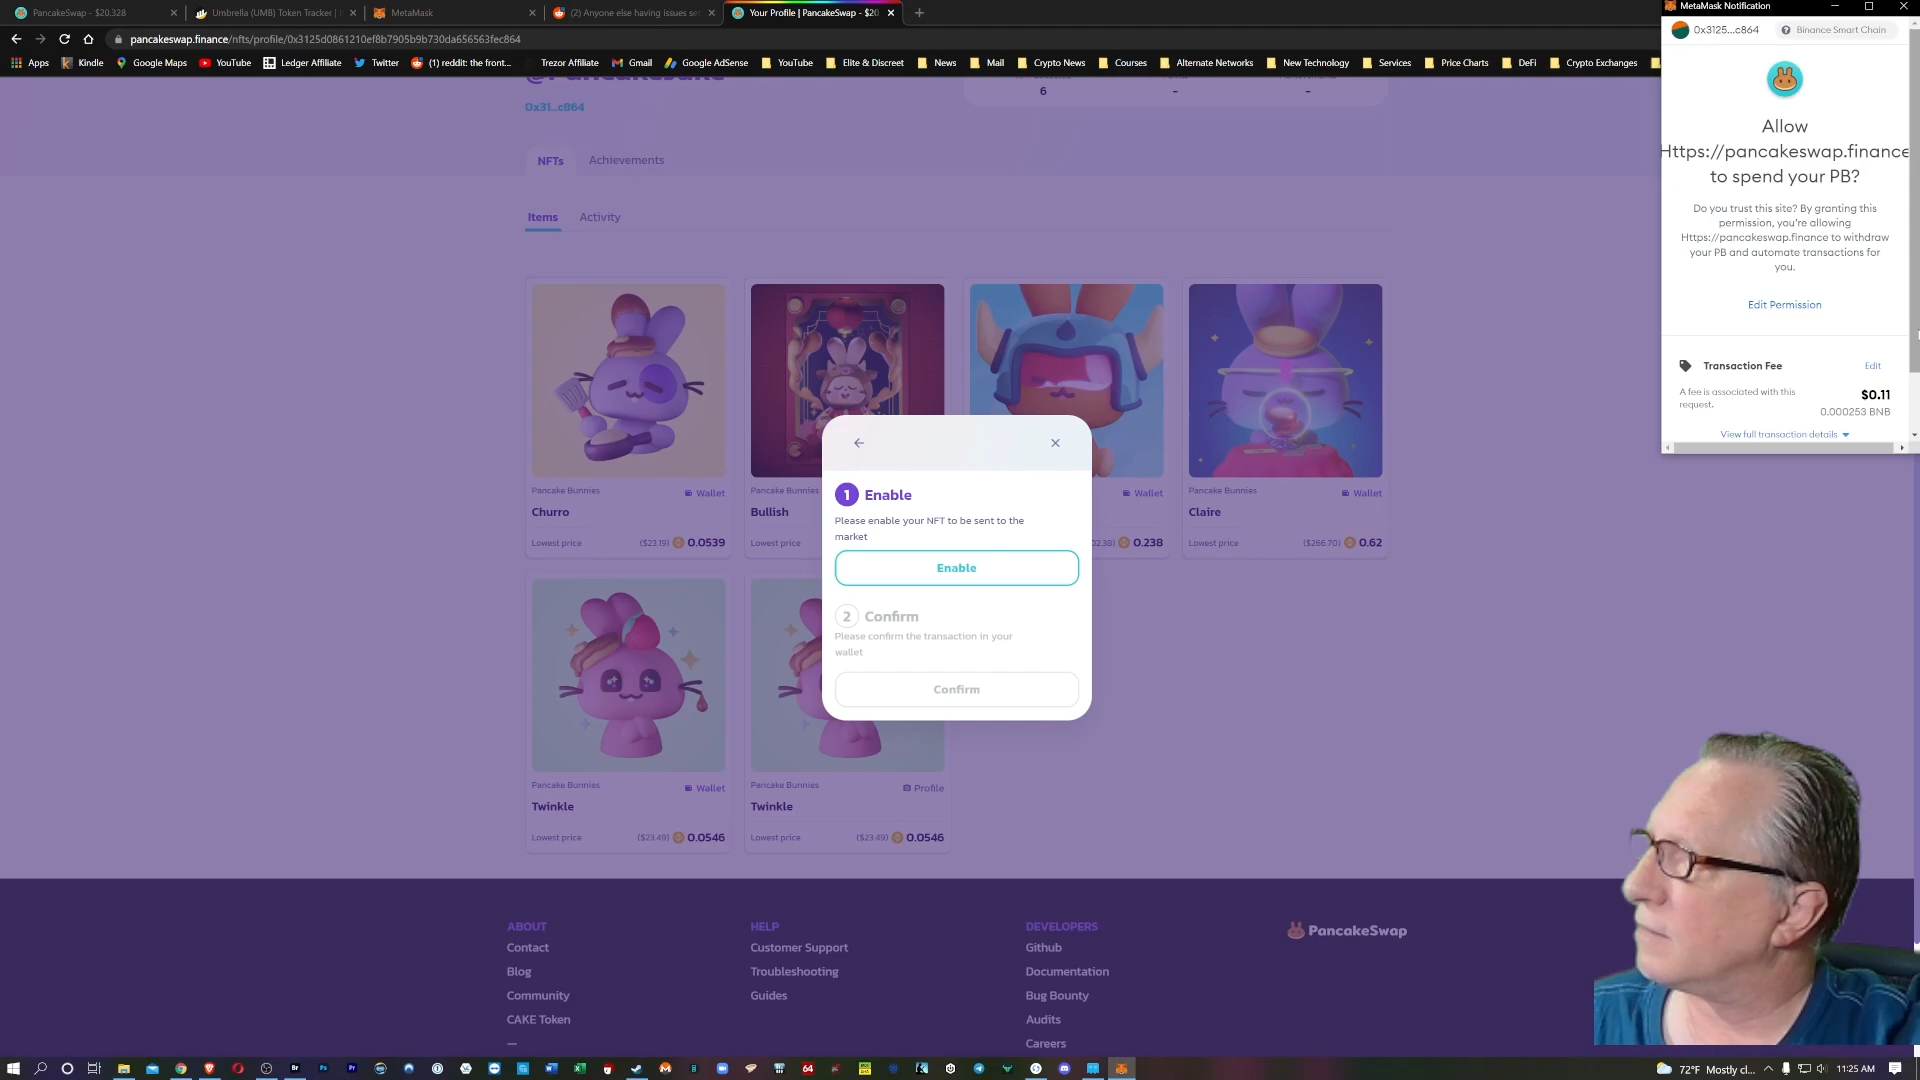 PancakeSwap - $20.328
Umbrella (UMB) Token Tracker |
MetaMask
(2) Anyone else having issues se
Your Profile | PancakeSwap - $20
pancakeswap.finance/nfts/profile/0x3125d0861210ef8b7905b9b730da656563fec864
Apps
Kindle
Google Maps
YouTube
Ledger Affiliate
Twitter
(1) reddit: the front...
Trezor Affiliate
Gmail
Google AdSense
YouTube
Elite & Discreet
News
Mail
Crypto News
Courses
Alternate Networks
New Technology
Services
Price Charts
DeFi
Crypto Exchanges
0x31...c864
6
-
-
NFTs
Achievements
Items
Activity
Pancake Bunnies
Wallet
Churro
Lowest price
($23.19)
0.0539
Pancake Bunnies
Bullish
Lowest price
Wallet
02.38)
0.238
Pancake Bunnies
Wallet
Claire
Lowest price
($266.70)
0.62
Pancake Bunnies
Wallet
Twinkle
Lowest price
($23.49)
0.0546
Pancake Bunnies
Profile
Twinkle
Lowest price
($23.49)
0.0546
1
Enable
Please enable your NFT to be sent to the
market
Enable
2
Confirm
Please confirm the transaction in your
wallet
Confirm
MetaMask Notification
0x3125...c864
Binance Smart Chain
Allow
Https://pancakeswap.finance
to spend your PB?
Do you trust this site? By granting this
permission, you're allowing
Https://pancakeswap.finance to withdraw
your PB and automate transactions for
you.
Edit Permission
Transaction Fee
Edit
A fee is associated with this
request.
$0.11
0.000253 BNB
View full transaction details
ABOUT
Contact
Blog
Community
CAKE Token
—
HELP
Customer Support
Troubleshooting
Guides
DEVELOPERS
Github
Documentation
Bug Bounty
Audits
Careers
PancakeSwap
72°F Mostly cl...
11:25 AM